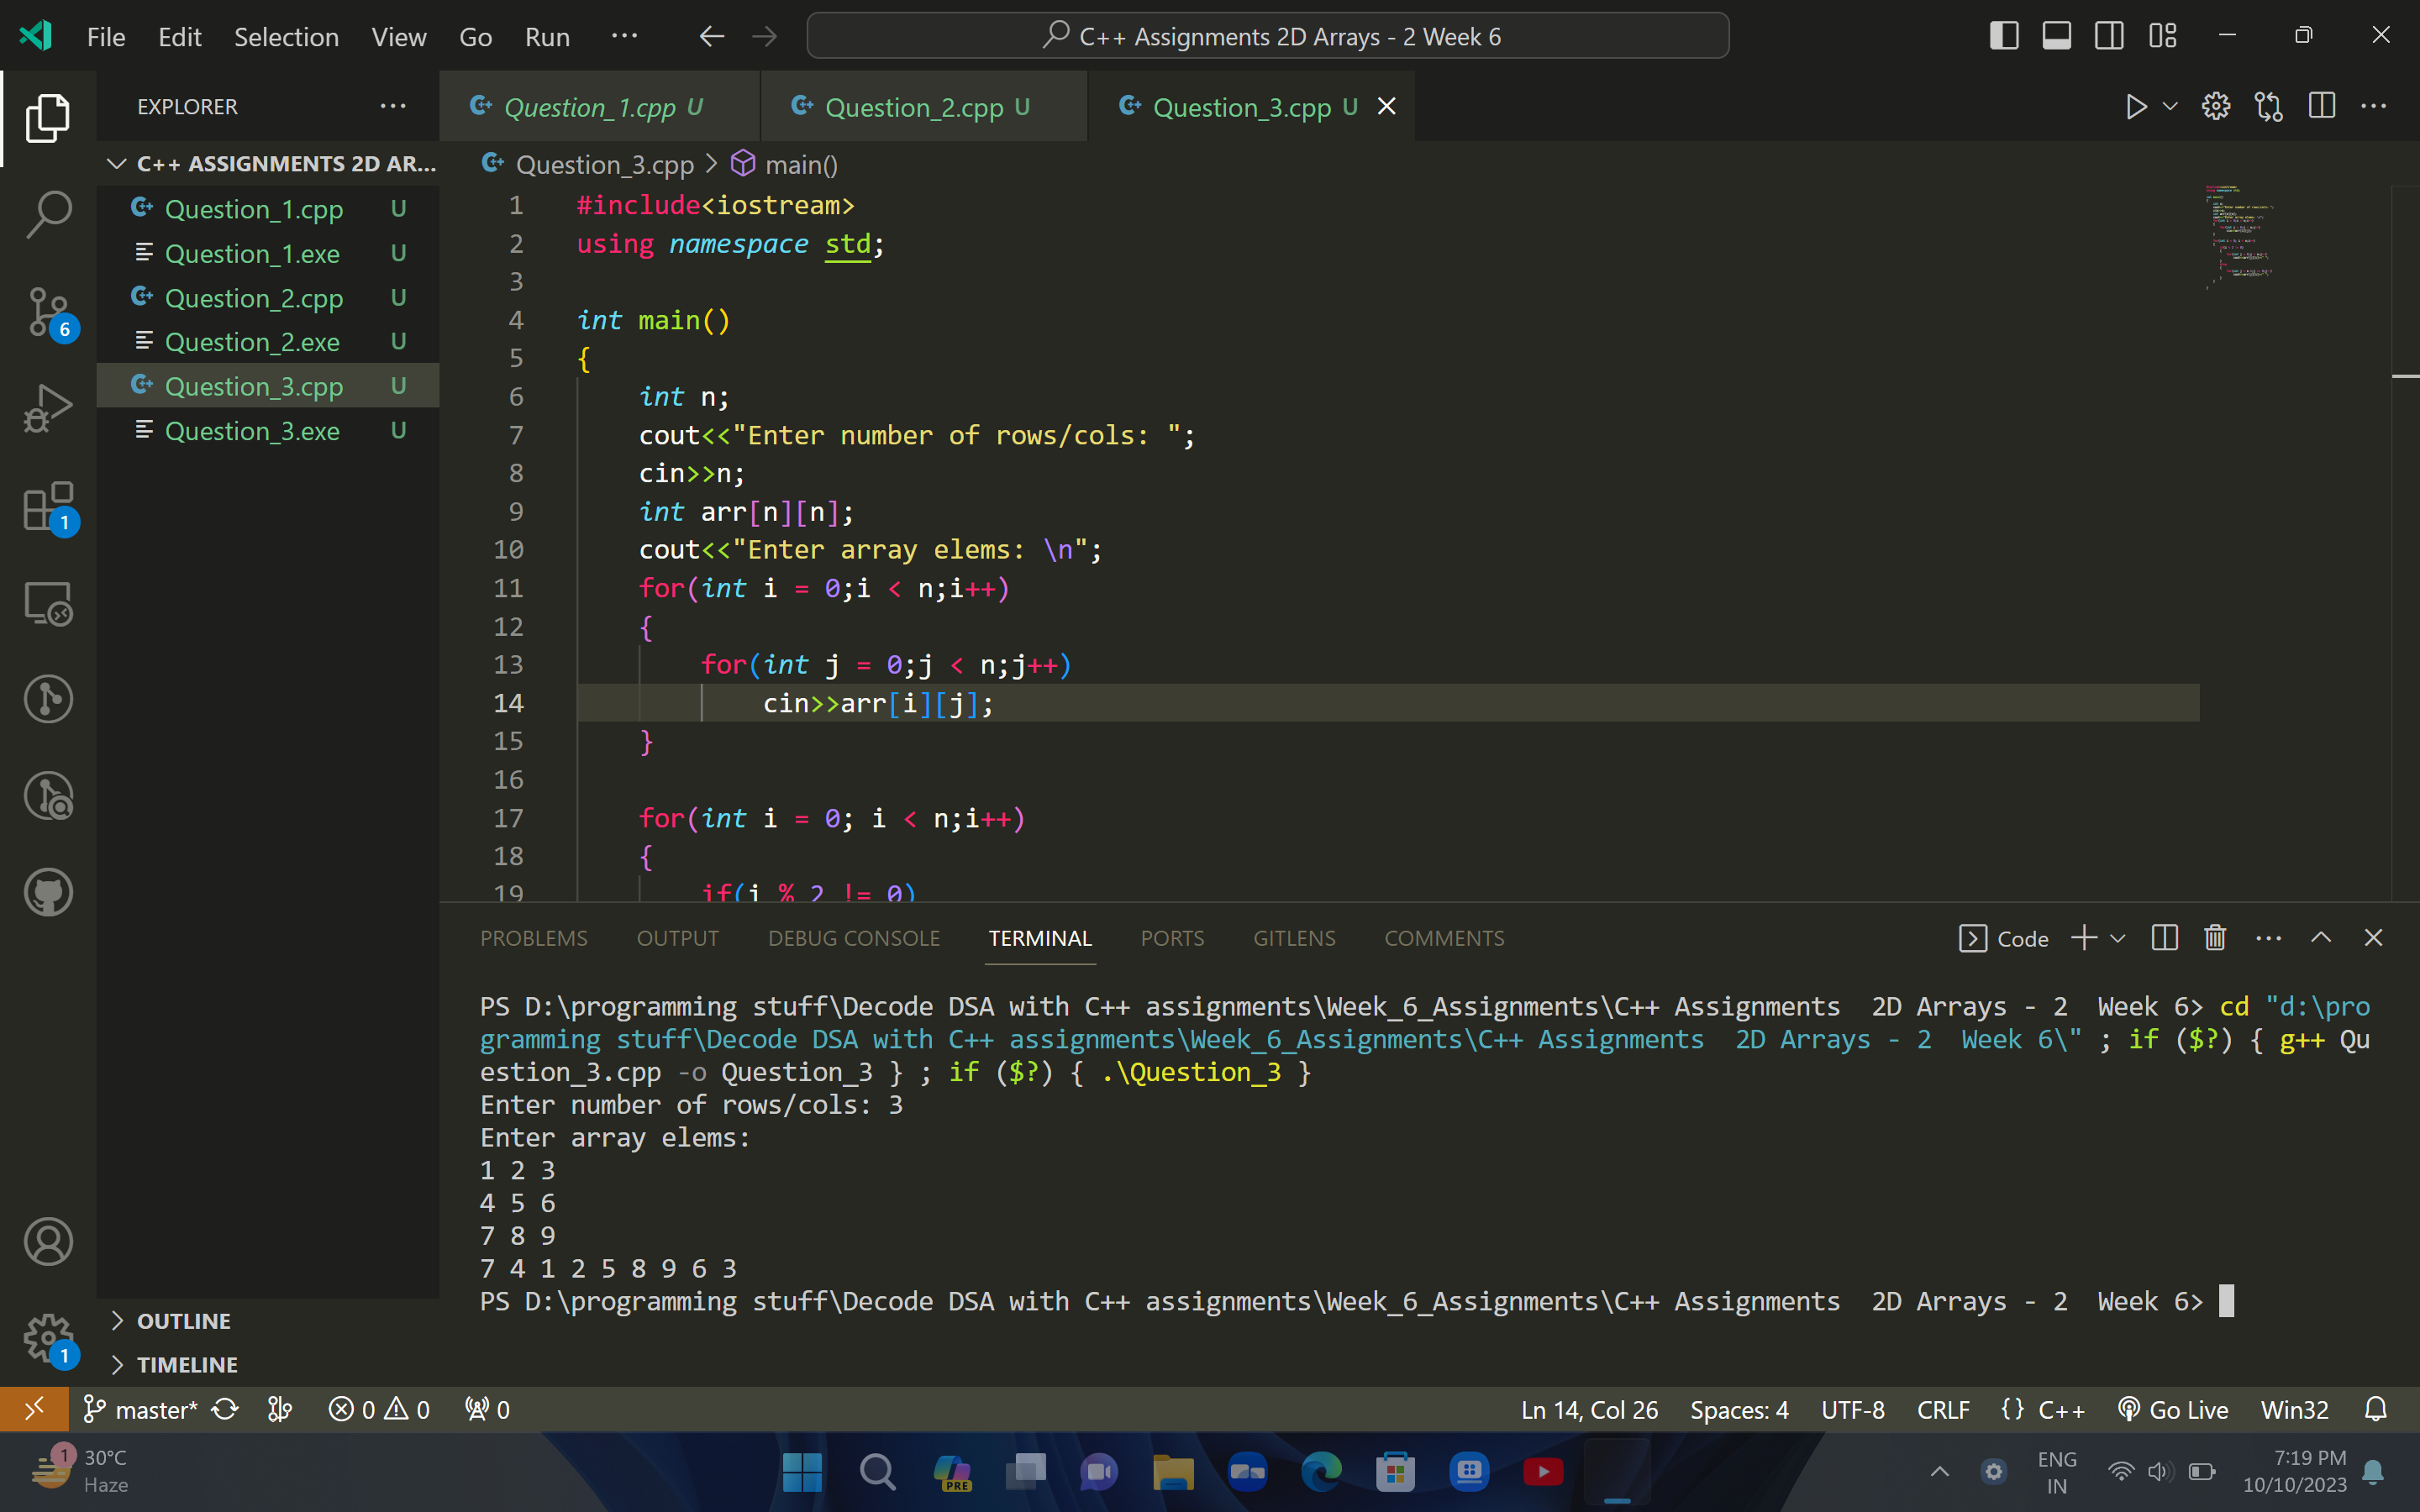 File Edit Selection View Go Run ··· C++ Assignments 2D Arrays - 2 Week 6
EXPLORER
Question_1.cpp U Question_2.cpp U Question_3.cpp U
C++ ASSIGNMENTS 2D AR...
Question_3.cpp > main()
Question_1.cpp U
Question_1.exe U
Question_2.cpp U
Question_2.exe U
Question_3.cpp U
Question_3.exe U
6
1
1 #include<iostream>
2 using namespace std;
3
4 int main()
5 {
6 int n;
7 cout<<"Enter number of rows/cols: ";
8 cin>>n;
9 int arr[n][n];
10 cout<<"Enter array elems: \n";
11 for(int i = 0;i < n;i++)
12 {
13 for(int j = 0;j < n;j++)
14 cin>>arr[i][j];
15 }
16
17 for(int i = 0; i < n;i++)
18 {
19 if(i % 2 != 0)
PROBLEMS OUTPUT DEBUG CONSOLE TERMINAL PORTS GITLENS COMMENTS Code
PS D:\programming stuff\Decode DSA with C++ assignments\Week_6_Assignments\C++ Assignments  2D Arrays - 2  Week 6> cd "d:\pro
gramming stuff\Decode DSA with C++ assignments\Week_6_Assignments\C++ Assignments  2D Arrays - 2  Week 6\" ; if ($?) { g++ Qu
estion_3.cpp -o Question_3 } ; if ($?) { .\Question_3 }
Enter number of rows/cols: 3
Enter array elems:
1 2 3
4 5 6
7 8 9
7 4 1 2 5 8 9 6 3
PS D:\programming stuff\Decode DSA with C++ assignments\Week_6_Assignments\C++ Assignments  2D Arrays - 2  Week 6>
OUTLINE
TIMELINE
1
master* 0 0 0 Ln 14, Col 26 Spaces: 4 UTF-8 CRLF {} C++ Go Live Win32
1 30°C
Haze
PRE
ENG
IN
7:19 PM
10/10/2023